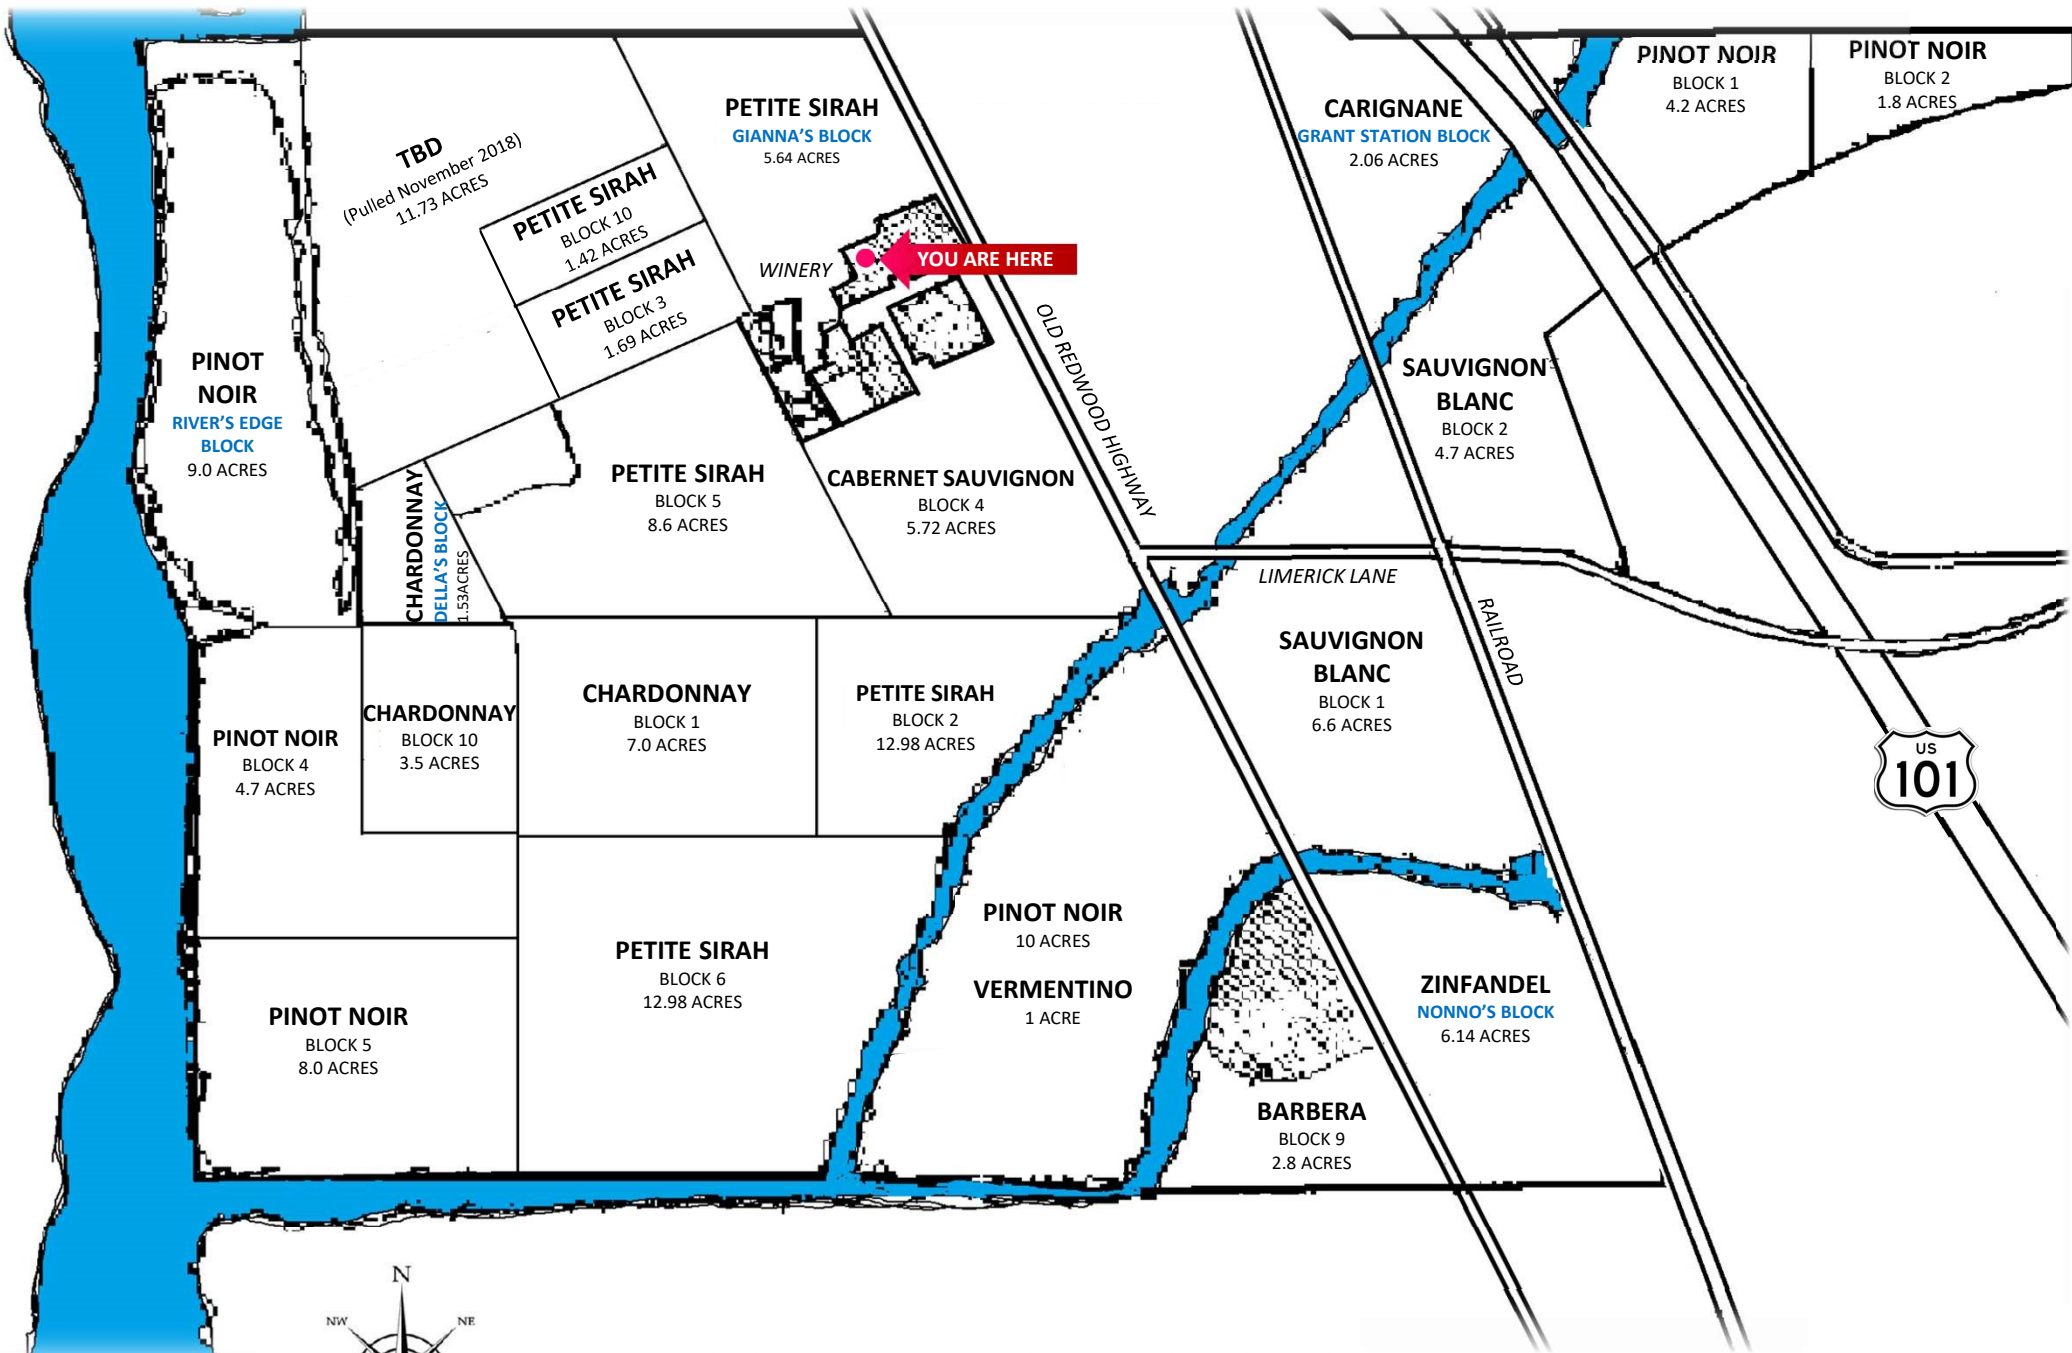 PINOT NOIR
BLOCK 1
4.2 ACRES
PINOT NOIR
BLOCK 2
1.8 ACRES
PETITE SIRAH
GIANNA'S BLOCK
5.64 ACRES
CARIGNANE
GRANT STATION BLOCK
2.06 ACRES
TBD
(Pulled November 2018)
11.73 ACRES
PETITE SIRAH
BLOCK 10
1.42 ACRES
PETITE SIRAH
BLOCK 3
1.69 ACRES
WINERY
YOU ARE HERE
OLD REDWOOD HIGHWAY
PINOT
NOIR
RIVER'S EDGE
BLOCK
9.0 ACRES
SAUVIGNON
BLANC
BLOCK 2
4.7 ACRES
CHARDONNAY
DELLA'S BLOCK
1.53ACRES
PETITE SIRAH
BLOCK 5
8.6 ACRES
CABERNET SAUVIGNON
BLOCK 4
5.72 ACRES
LIMERICK LANE
RAILROAD
SAUVIGNON
BLANC
BLOCK 1
6.6 ACRES
PINOT NOIR
BLOCK 4
4.7 ACRES
CHARDONNAY
BLOCK 10
3.5 ACRES
CHARDONNAY
BLOCK 1
7.0 ACRES
PETITE SIRAH
BLOCK 2
12.98 ACRES
US
101
PINOT NOIR
BLOCK 5
8.0 ACRES
PETITE SIRAH
BLOCK 6
12.98 ACRES
PINOT NOIR
10 ACRES
VERMENTINO
1 ACRE
ZINFANDEL
NONNO'S BLOCK
6.14 ACRES
BARBERA
BLOCK 9
2.8 ACRES
N
NW
NE